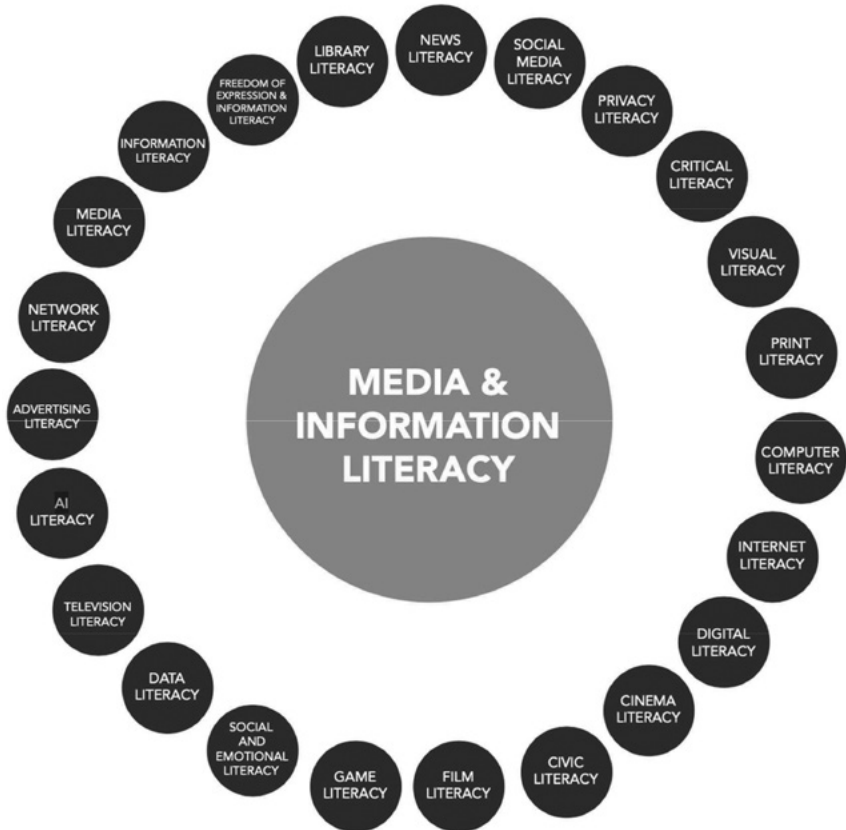 MEDIA &
INFORMATION
LITERACY
NEWS
LITERACY
SOCIAL
MEDIA
LITERACY
PRIVACY
LITERACY
CRITICAL
LITERACY
VISUAL
LITERACY
PRINT
LITERACY
COMPUTER
LITERACY
INTERNET
LITERACY
DIGITAL
LITERACY
CINEMA
LITERACY
CIVIC
LITERACY
FILM
LITERACY
GAME
LITERACY
SOCIAL
AND
EMOTIONAL
LITERACY
DATA
LITERACY
TELEVISION
LITERACY
AI
LITERACY
ADVERTISING
LITERACY
NETWORK
LITERACY
MEDIA
LITERACY
INFORMATION
LITERACY
FREEDOM OF
EXPRESSION &
INFORMATION
LITERACY
LIBRARY
LITERACY